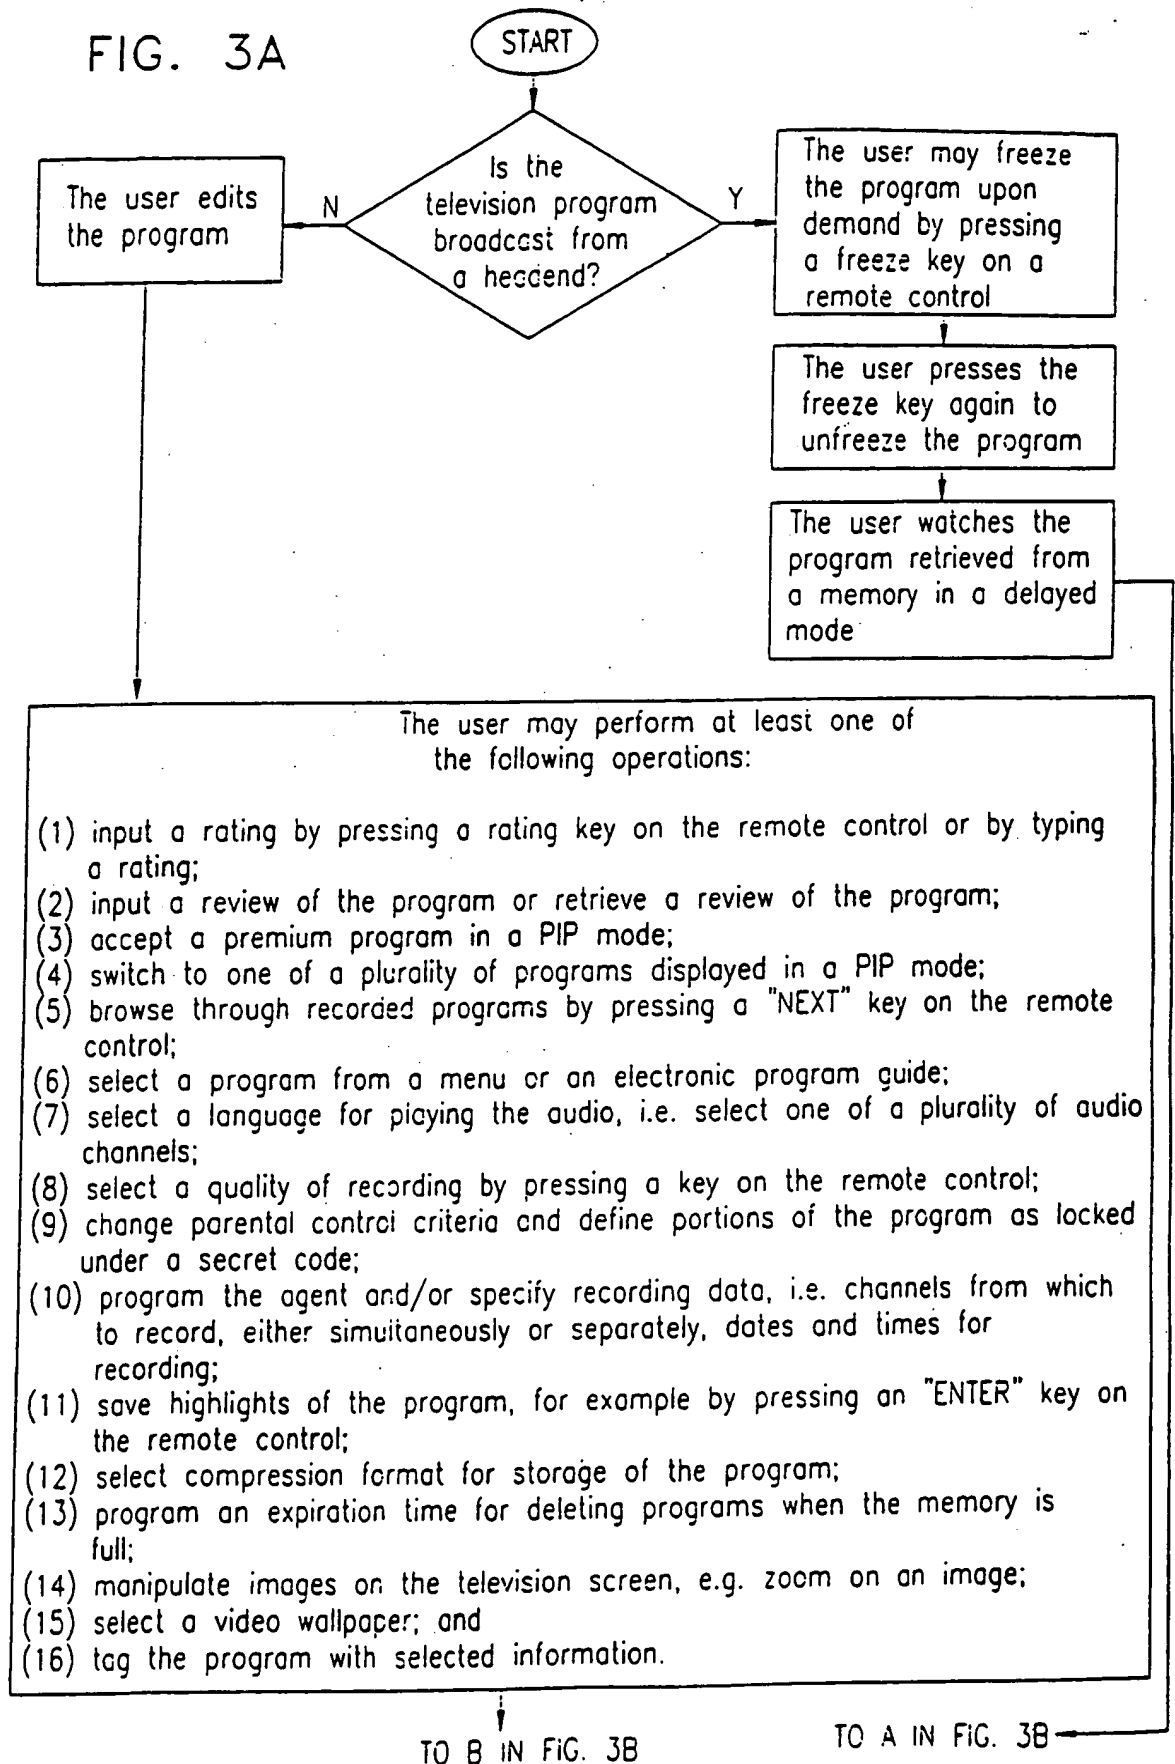 FIG. 3A
START
Is the
television program
broadcast from
a headend?
N
Y
The user edits
the program
The user may freeze
the program upon
demand by pressing
a freeze key on a
remote control
The user presses the
freeze key again to
unfreeze the program
The user watches the
program retrieved from
a memory in a delayed
mode
The user may perform at least one of
the following operations:
(1) input a rating by pressing a rating key on the remote control or by typing
a rating;
(2) input a review of the program or retrieve a review of the program;
(3) accept a premium program in a PIP mode;
(4) switch to one of a plurality of programs displayed in a PIP mode;
(5) browse through recorded programs by pressing a "NEXT" key on the remote
control;
(6) select a program from a menu or an electronic program guide;
(7) select a language for playing the audio, i.e. select one of a plurality of audio
channels;
(8) select a quality of recording by pressing a key on the remote control;
(9) change parental control criteria and define portions of the program as locked
under a secret code;
(10) program the agent and/or specify recording data, i.e. channels from which
to record, either simultaneously or separately, dates and times for
recording;
(11) save highlights of the program, for example by pressing an "ENTER" key on
the remote control;
(12) select compression format for storage of the program;
(13) program an expiration time for deleting programs when the memory is
full;
(14) manipulate images on the television screen, e.g. zoom on an image;
(15) select a video wallpaper; and
(16) tag the program with selected information.
TO B IN FIG. 3B
TO A IN FIG. 3B